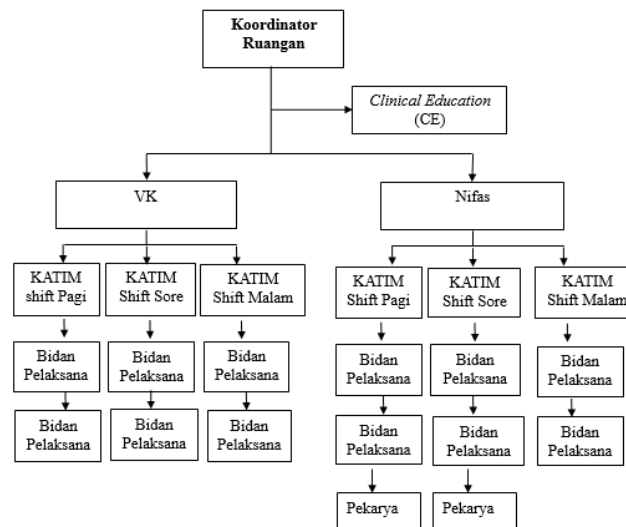 Koordinator
Ruangan
Clinical Education
(CE)
VK
Nifas
KATIM
shift Pagi
KATIM
Shift Sore
KATIM
Shift Malam
KATIM
Shift Pagi
KATIM
Shift Sore
KATIM
Shift Malam
Bidan
Pelaksana
Bidan
Pelaksana
Bidan
Pelaksana
Bidan
Pelaksana
Bidan
Pelaksana
Bidan
Pelaksana
Bidan
Pelaksana
Bidan
Pelaksana
Bidan
Pelaksana
Bidan
Pelaksana
Bidan
Pelaksana
Bidan
Pelaksana
Pekarya
Pekarya